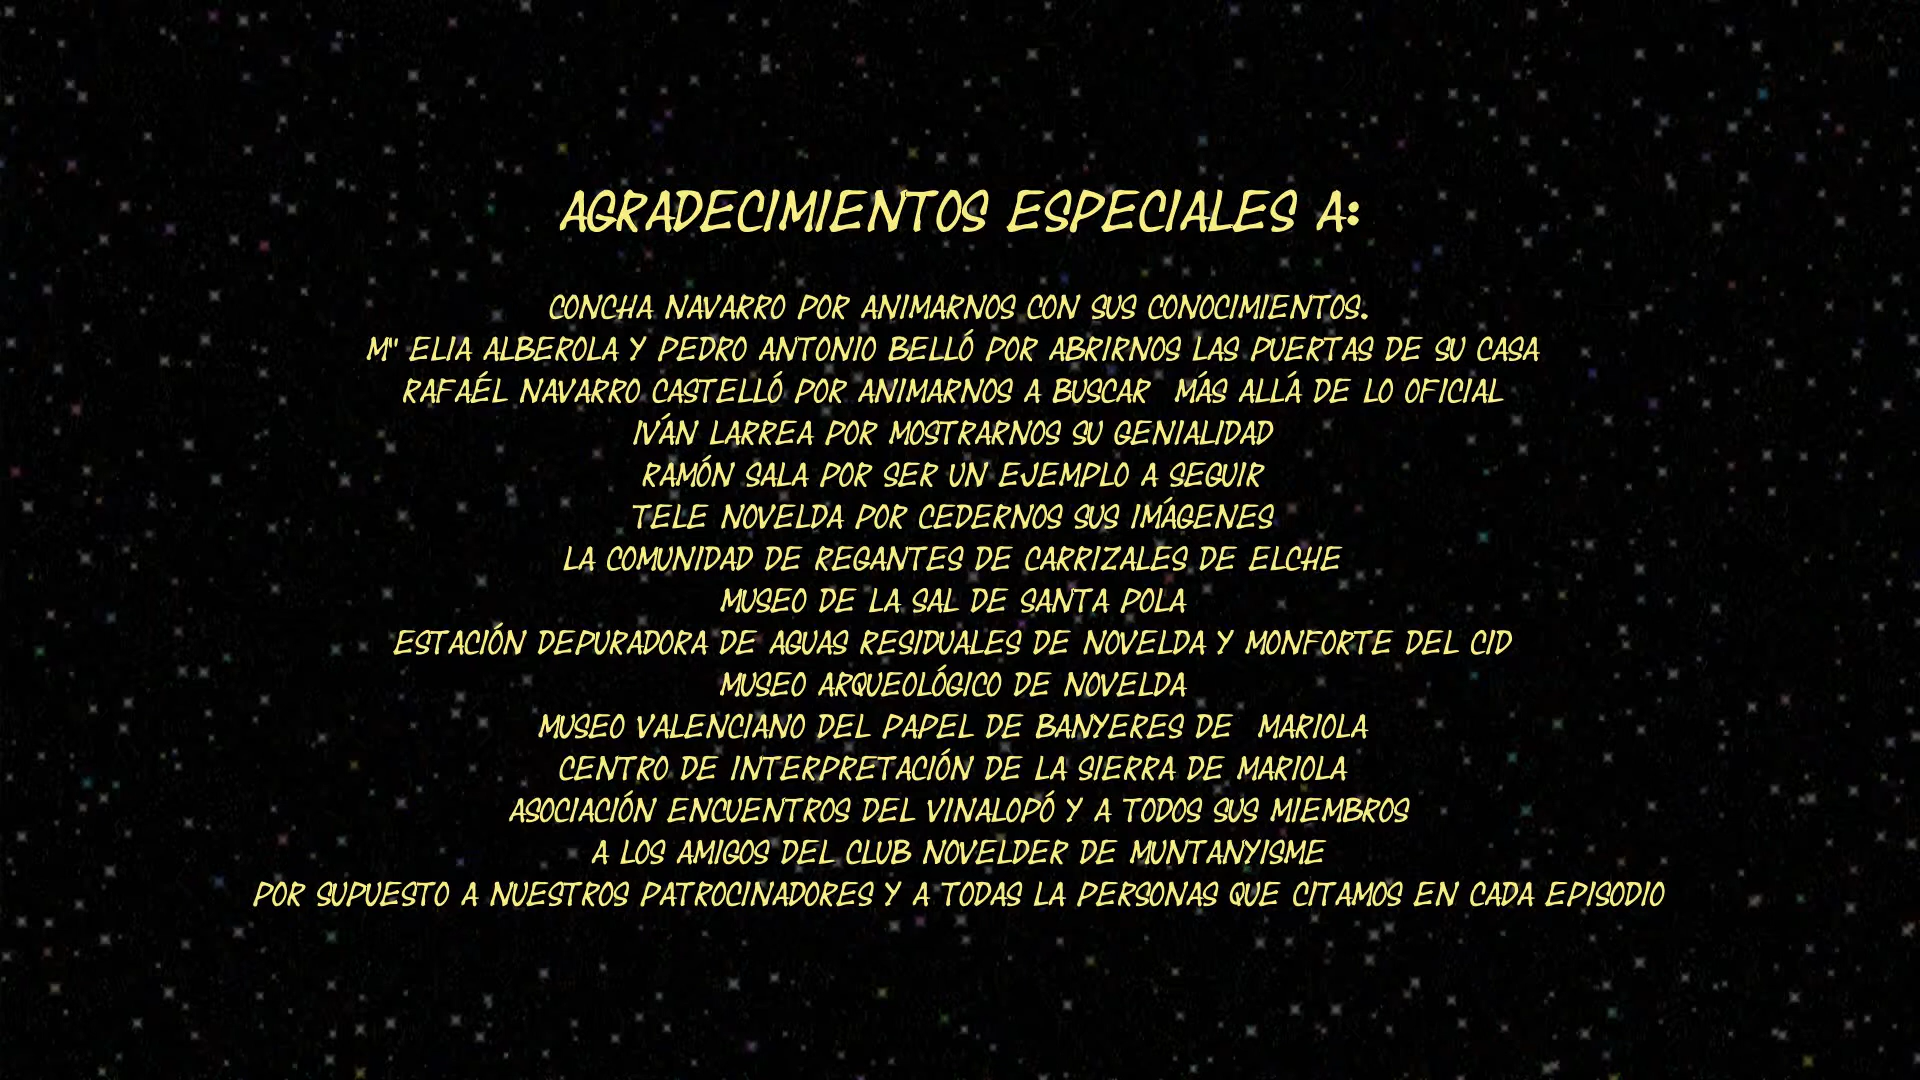 AGRADECIMIENTOS ESPECIALES A:
CONCHA NAVARRO POR ANIMARNOS CON SUS CONOCIMIENTOS.
M" ELIA ALBEROLA Y PEDRO ANTONIO BELLÓ POR ABRIRNOS LAS PUERTAS DE SU CASA
RAFAÉL NAVARRO CASTELLÓ POR ANIMARNOS A BUSCAR  MÁS ALLÁ DE LO OFICIAL
IVÁN LARREA POR MOSTRARNOS SU GENIALIDAD
RAMÓN SALA POR SER UN EJEMPLO A SEGUIR
TELE NOVELDA POR CEDERNOS SUS IMÁGENES
LA COMUNIDAD DE REGANTES DE CARRIZALES DE ELCHE
MUSEO DE LA SAL DE SANTA POLA
ESTACIÓN DEPURADORA DE AGUAS RESIDUALES DE NOVELDA Y MONFORTE DEL CID
MUSEO ARQUEOLÓGICO DE NOVELDA
MUSEO VALENCIANO DEL PAPEL DE BANYERES DE  MARIOLA
CENTRO DE INTERPRETACIÓN DE LA SIERRA DE MARIOLA
ASOCIACIÓN ENCUENTROS DEL VINALOPÓ Y A TODOS SUS MIEMBROS
A LOS AMIGOS DEL CLUB NOVELDER DE MUNTANYISME
POR SUPUESTO A NUESTROS PATROCINADORES Y A TODAS LA PERSONAS QUE CITAMOS EN CADA EPISODIO